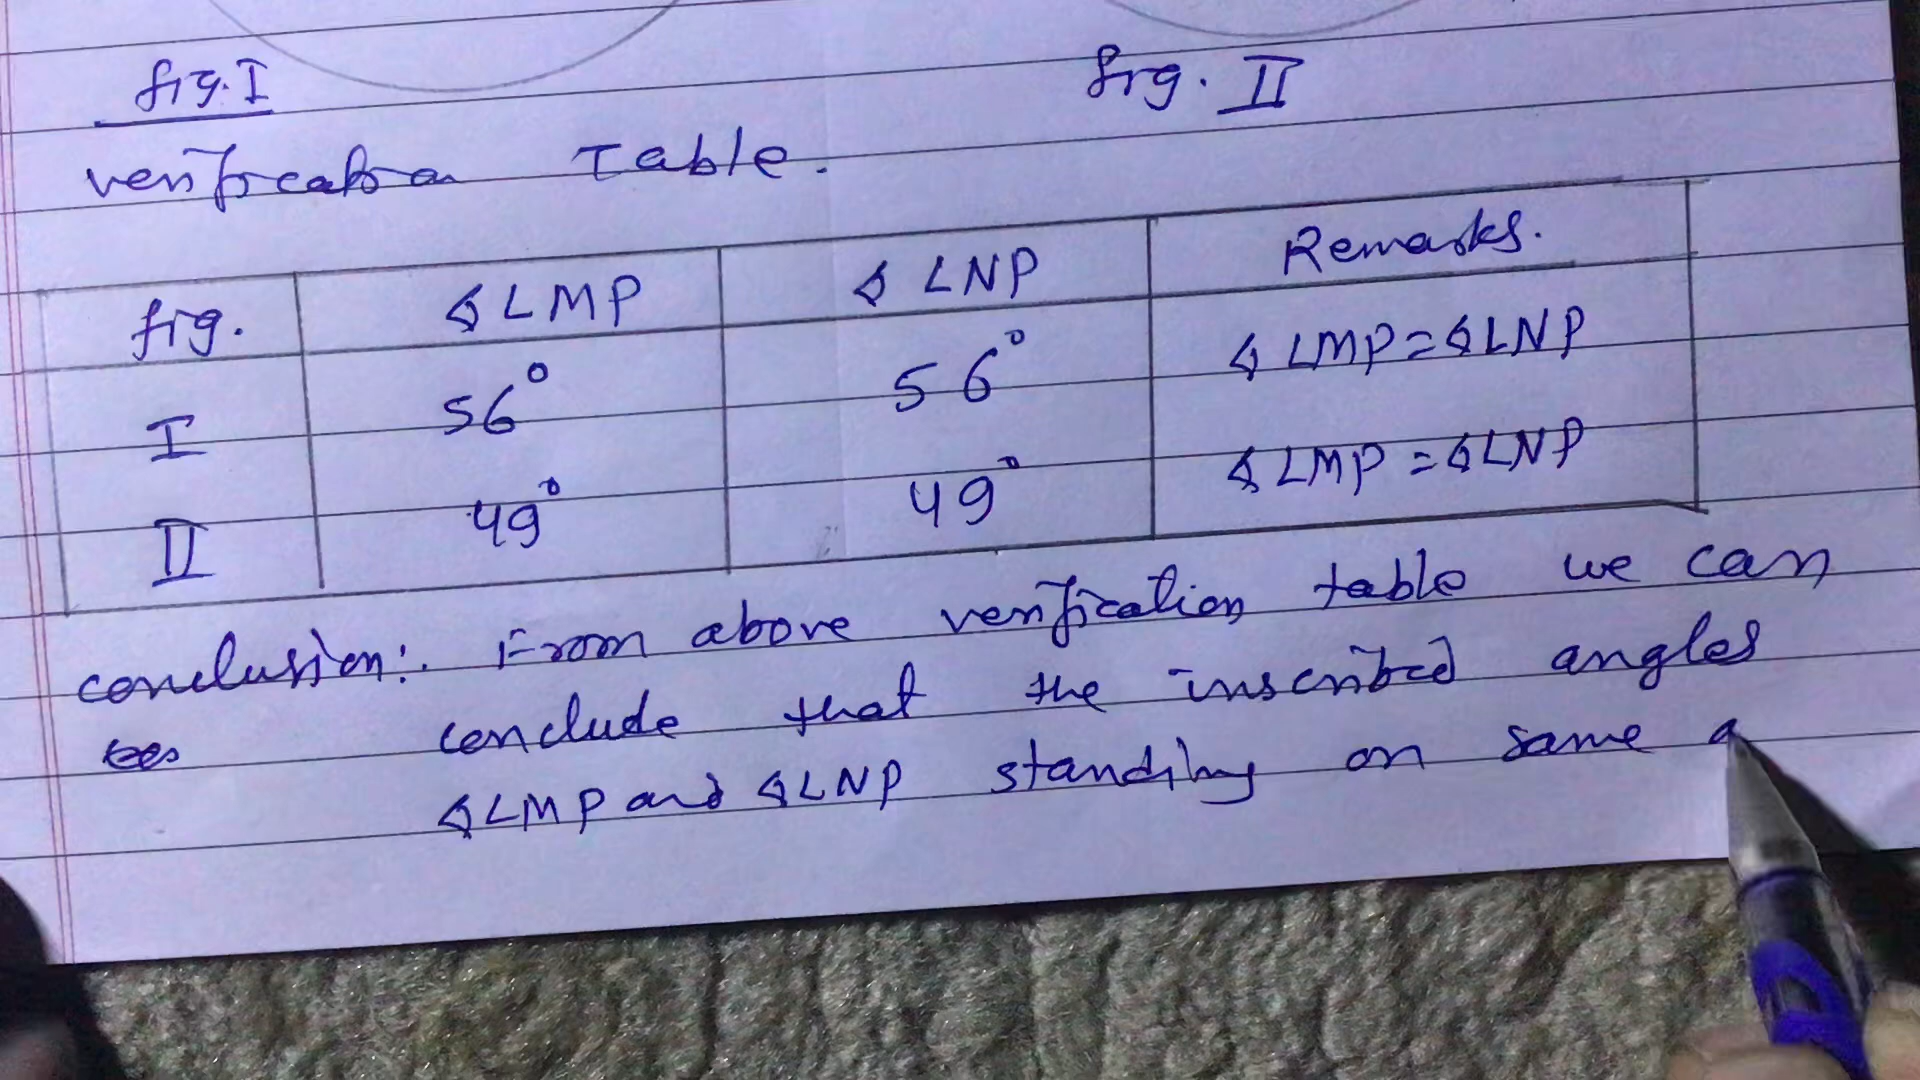 fig. I fig. II
verification Table.
fig. ∡LMP ∡LNP Remarks.
I 56° 56° ∡LMP = ∡LNP
II 49° 49° ∡LMP = ∡LNP
conclusion:. From above verification table we can
conclude that the inscribed angles
∡LMP and ∡LNP standing on same a